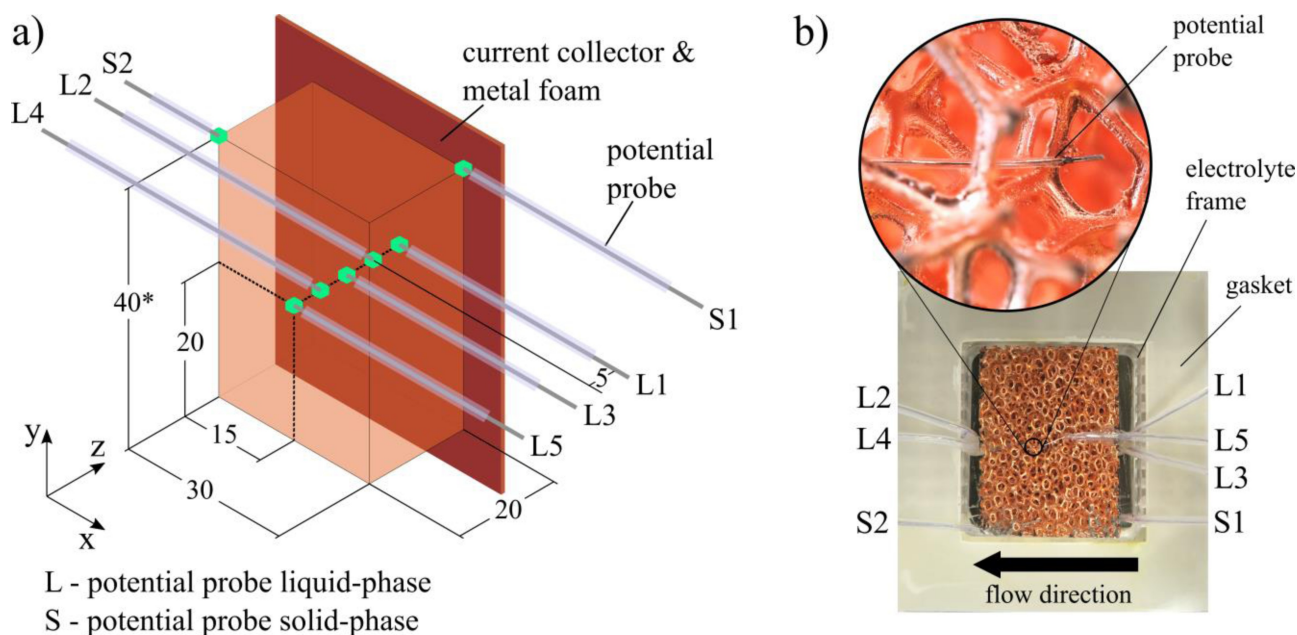 a)
S2
L2
L4
current collector &
metal foam
potential
probe
S1
L1
L3
L5
5
40*
20
15
30
20
y
z
x
L - potential probe liquid-phase
S - potential probe solid-phase
b)
potential
probe
electrolyte
frame
gasket
L2
L4
S2
L1
L5
L3
S1
flow direction